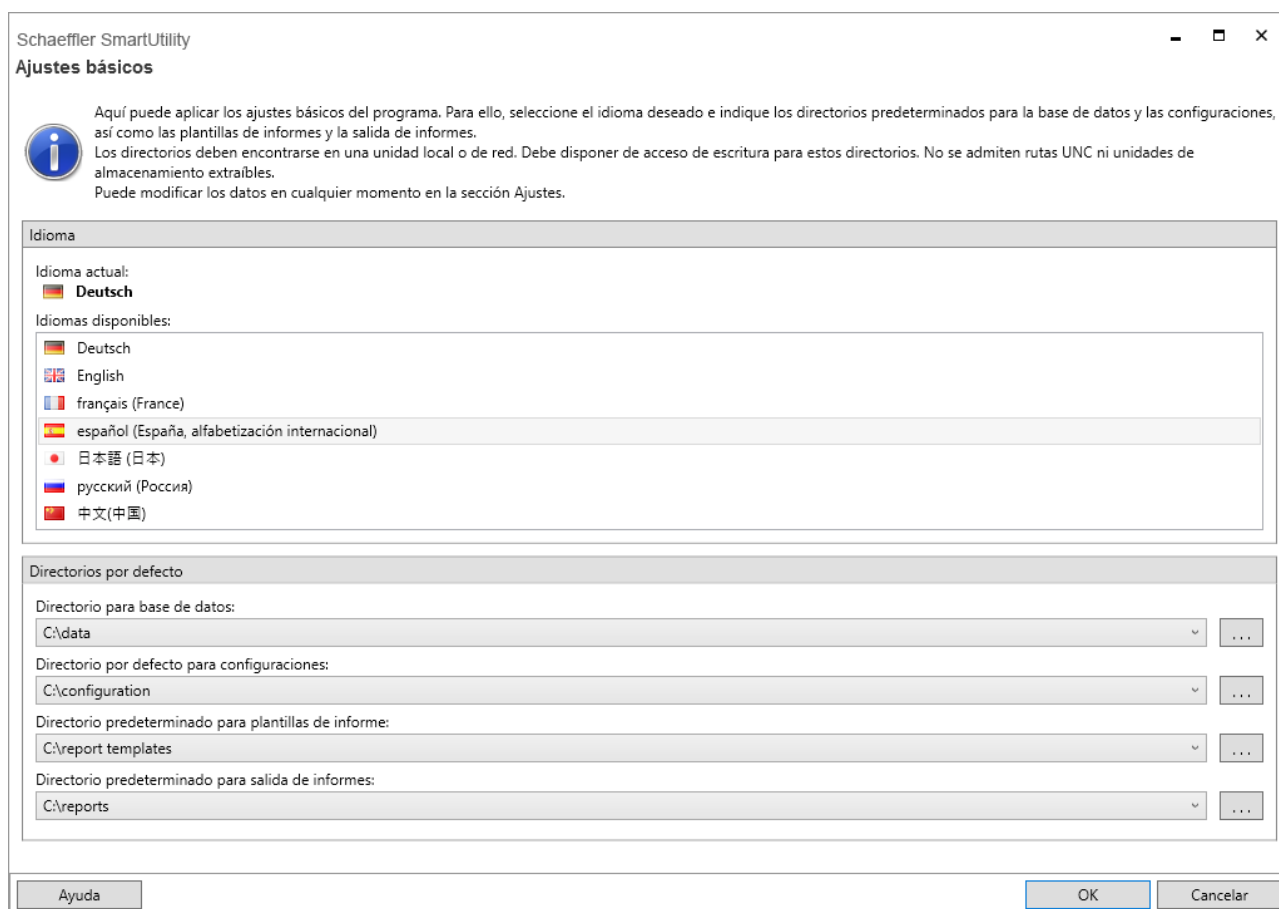 Schaeffler SmartUtility
Ajustes básicos
Aquí puede aplicar los ajustes básicos del programa. Para ello, seleccione el idioma deseado e indique los directorios predeterminados para la base de datos y las configuraciones,
así como las plantillas de informes y la salida de informes.
Los directorios deben encontrarse en una unidad local o de red. Debe disponer de acceso de escritura para estos directorios. No se admiten rutas UNC ni unidades de
almacenamiento extraíbles.
Puede modificar los datos en cualquier momento en la sección Ajustes.
Idioma
Idioma actual:
Deutsch
Idiomas disponibles:
Deutsch
English
français (France)
español (España, alfabetización internacional)
日本語 (日本)
русский (Россия)
中文(中国)
Directorios por defecto
Directorio para base de datos:
C:\data
...
Directorio por defecto para configuraciones:
C:\configuration
...
Directorio predeterminado para plantillas de informe:
C:\report templates
...
Directorio predeterminado para salida de informes:
C:\reports
...
Ayuda
OK
Cancelar